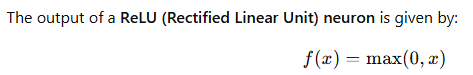 The output of a ReLU (Rectified Linear Unit) neuron is given by:
f(x) = max(0, x)